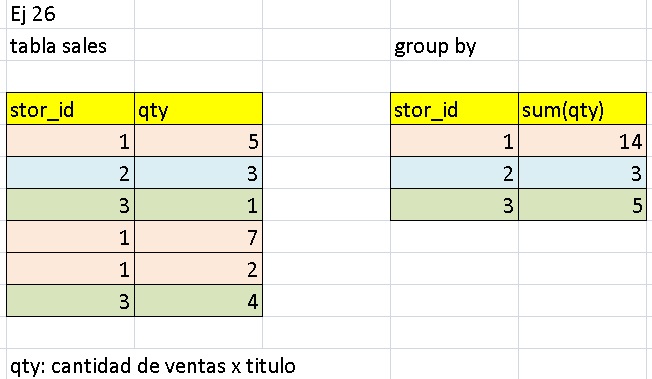 Ej 26
tabla sales group by
stor_id qty stor_id sum(qty)
1 5 1 14
2 3 2 3
3 1 3 5
1 7
1 2
3 4
qty: cantidad de ventas x titulo